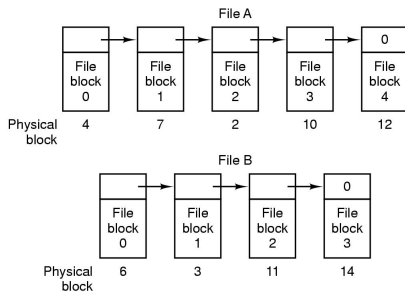 File A
0
File block 0
File block 1
File block 2
File block 3
File block 4
Physical block 4 7 2 10 12
File B
0
File block 0
File block 1
File block 2
File block 3
Physical block 6 3 11 14